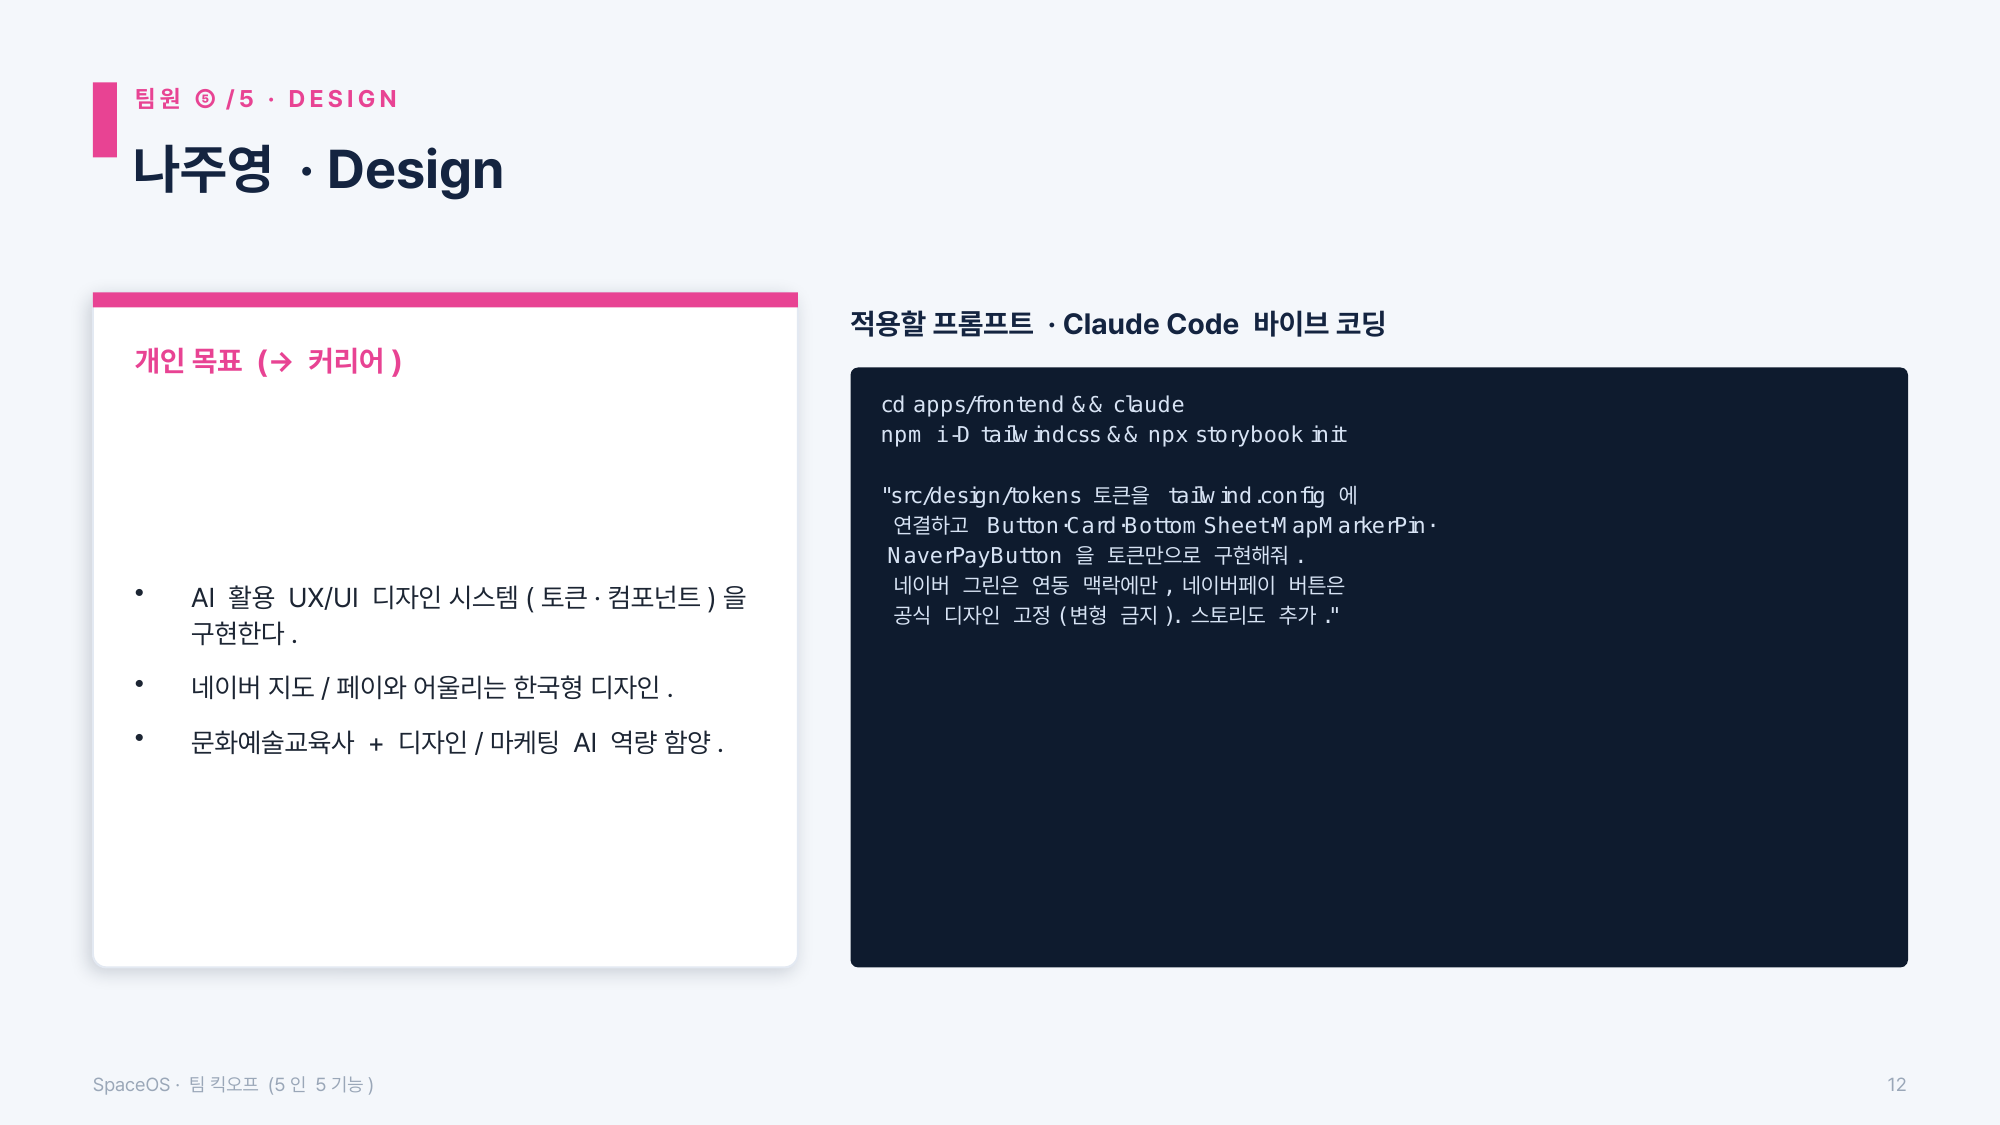 팀원 ⑤/5 · DESIGN
나주영 · Design
개인 목표 (→ 커리어)
• AI 활용 UX/UI 디자인 시스템(토큰·컴포넌트)을
구현한다.
• 네이버 지도/페이와 어울리는 한국형 디자인.
• 문화예술교육사 + 디자인/마케팅 AI 역량 함양.
적용할 프롬프트 · Claude Code 바이브 코딩
cd apps/frontend && claude
npm i -D tailwindcss && npx storybook init
"src/design/tokens 토큰을 tailwind.config 에
연결하고 Button·Card·BottomSheet·MapMarkerPin·
NaverPayButton 을 토큰만으로 구현해줘.
네이버 그린은 연동 맥락에만, 네이버페이 버튼은
공식 디자인 고정(변형 금지). 스토리도 추가."
SpaceOS · 팀 킥오프 (5인 5기능)
12